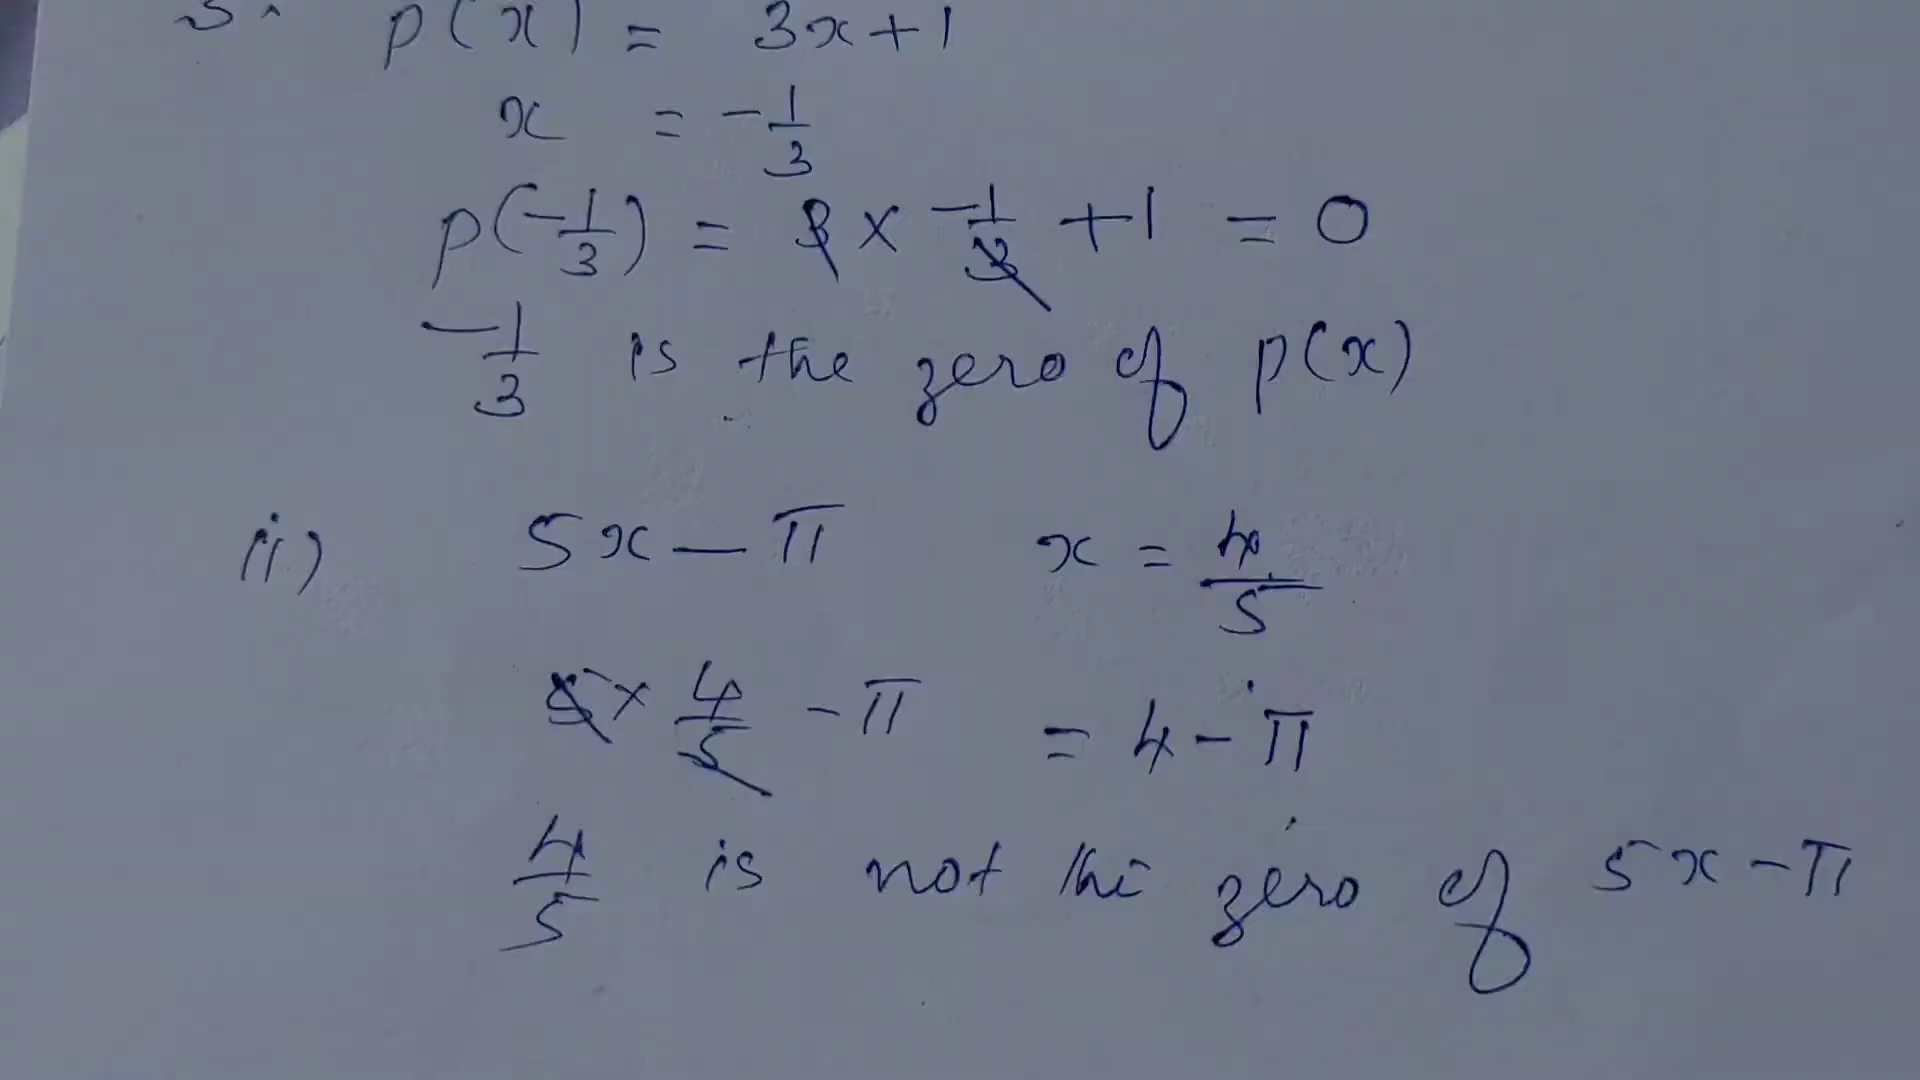 3. p(x) = 3x+1
x = -1/3
p(-1/3) = 3 × -1/3 +1 = 0
-1/3 is the zero of p(x)
ii) 5x - π x = 4/5
5 × 4/5 - π = 4 - π
4/5 is not the zero of 5x - π